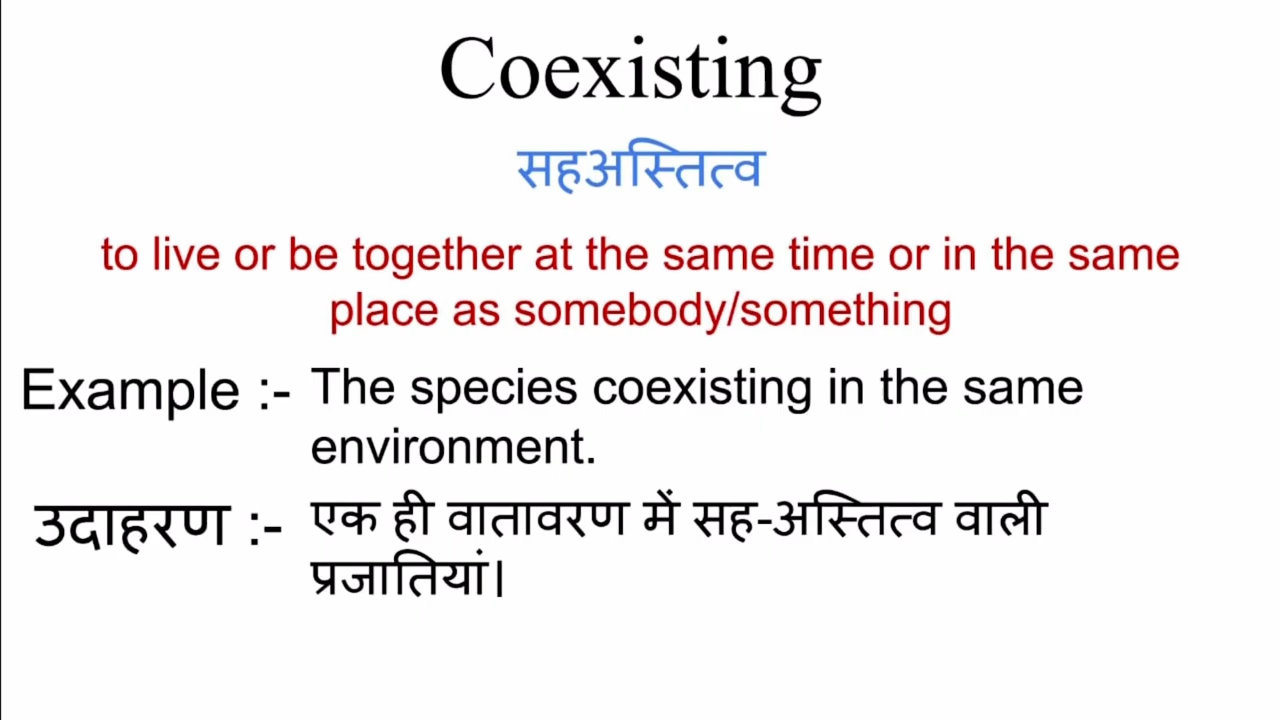 Coexisting
सहअस्तित्व
to live or be together at the same time or in the same
place as somebody/something
Example :- The species coexisting in the same
environment.
उदाहरण :- एक ही वातावरण में सह-अस्तित्व वाली
प्रजातियां।